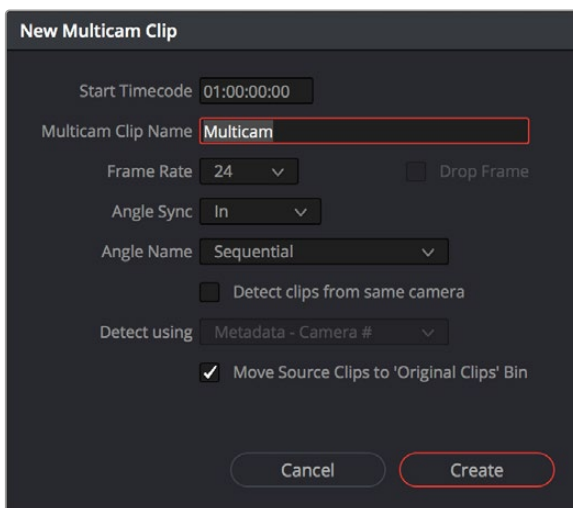 New Multicam Clip
Start Timecode 01:00:00:00
Multicam Clip Name Multicam
Frame Rate 24 Drop Frame
Angle Sync In
Angle Name Sequential
Detect clips from same camera
Detect using Metadata - Camera #
Move Source Clips to 'Original Clips' Bin
Cancel Create